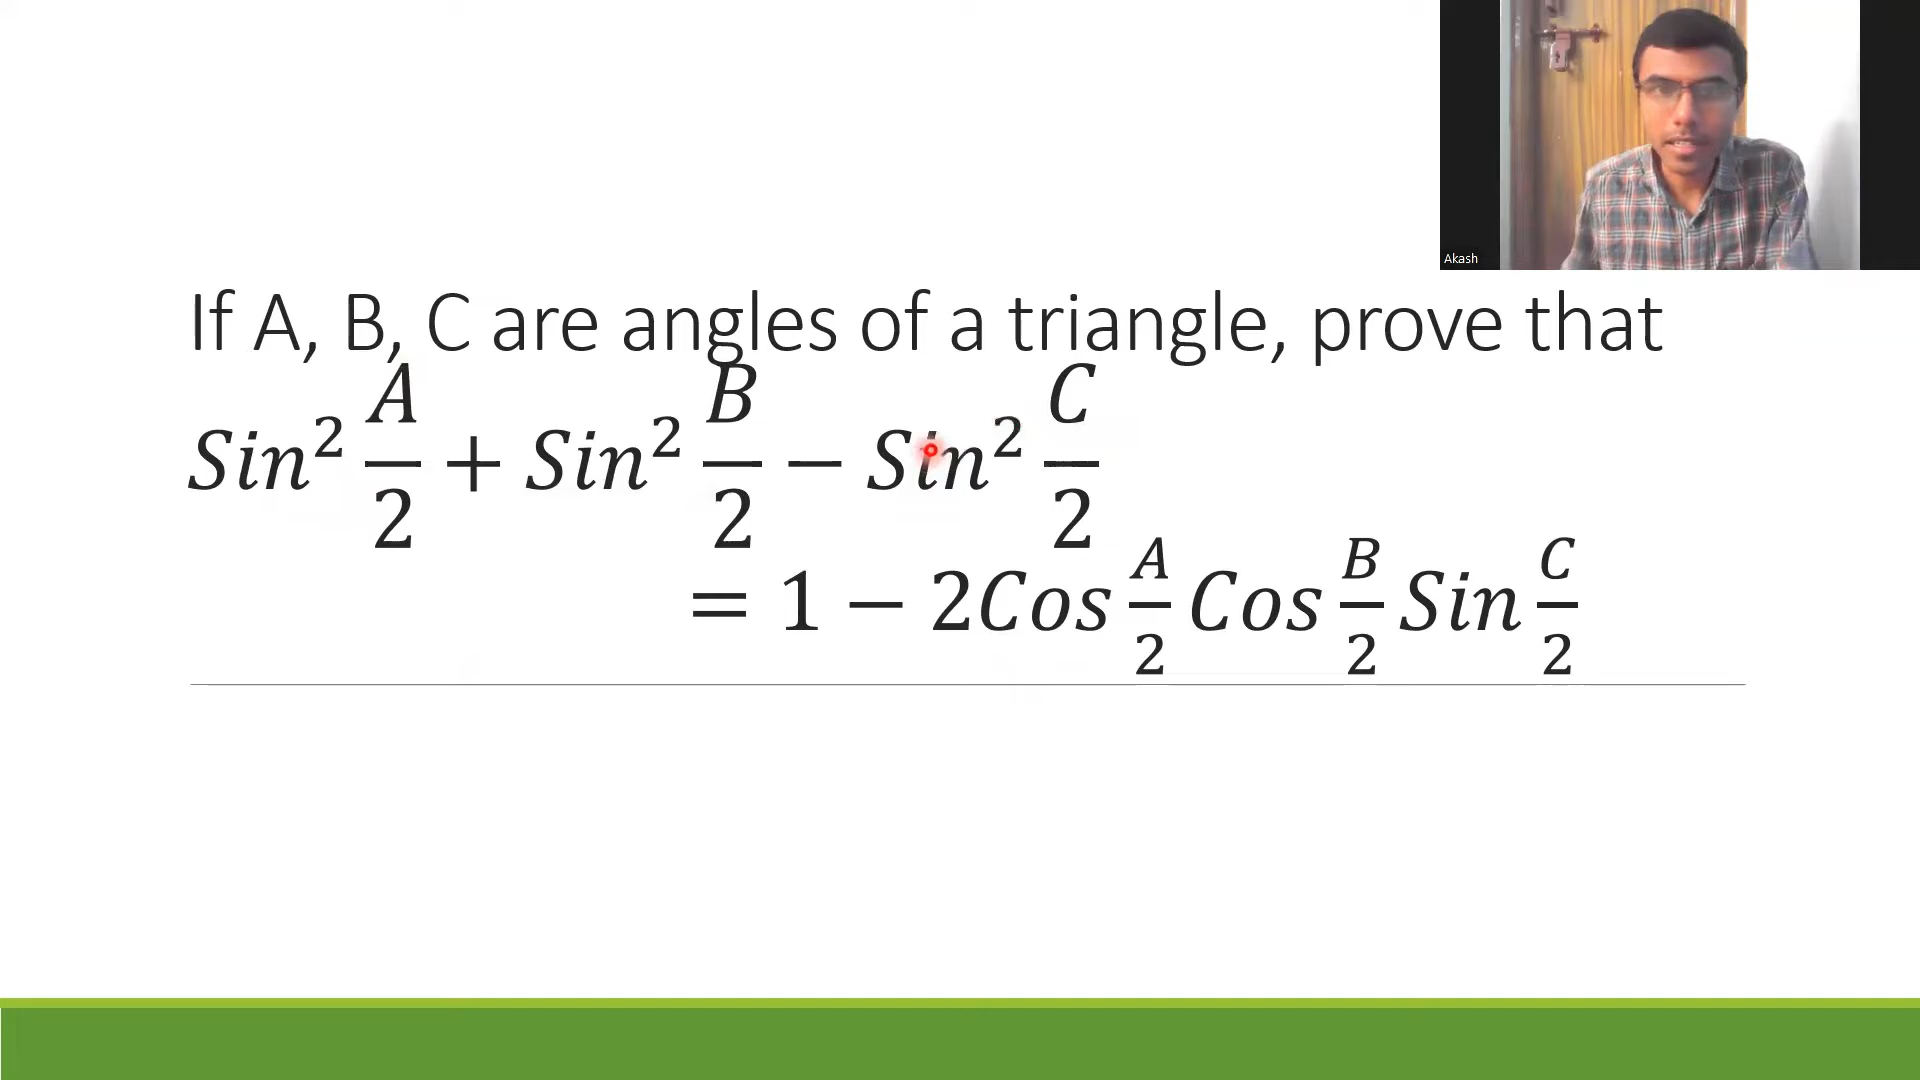 Akash
If A, B, C are angles of a triangle, prove that
Sin² A/2 + Sin² B/2 − Sin² C/2
= 1 − 2Cos A/2 Cos B/2 Sin C/2